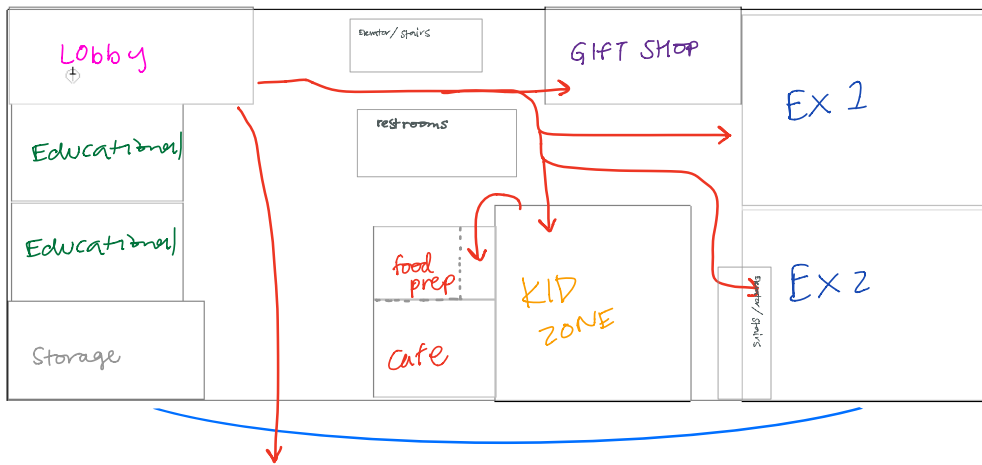 Elevator/stairs
Lobby
GIFT SHOP
EX 1
restrooms
Educational
Educational
food
prep
KID
ZONE
EX 2
Elevator/stairs
Storage
Cafe